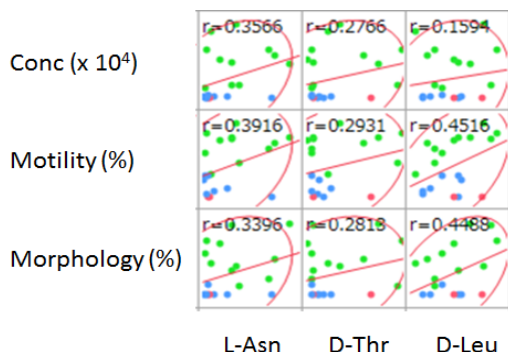 Conc (x 10⁴) r=0.3566 r=0.2766 r=0.1594
Motility (%) r=0.3916 r=0.2931 r=0.4516
Morphology (%) r=0.3396 r=0.2813 r=0.4488
L-Asn D-Thr D-Leu